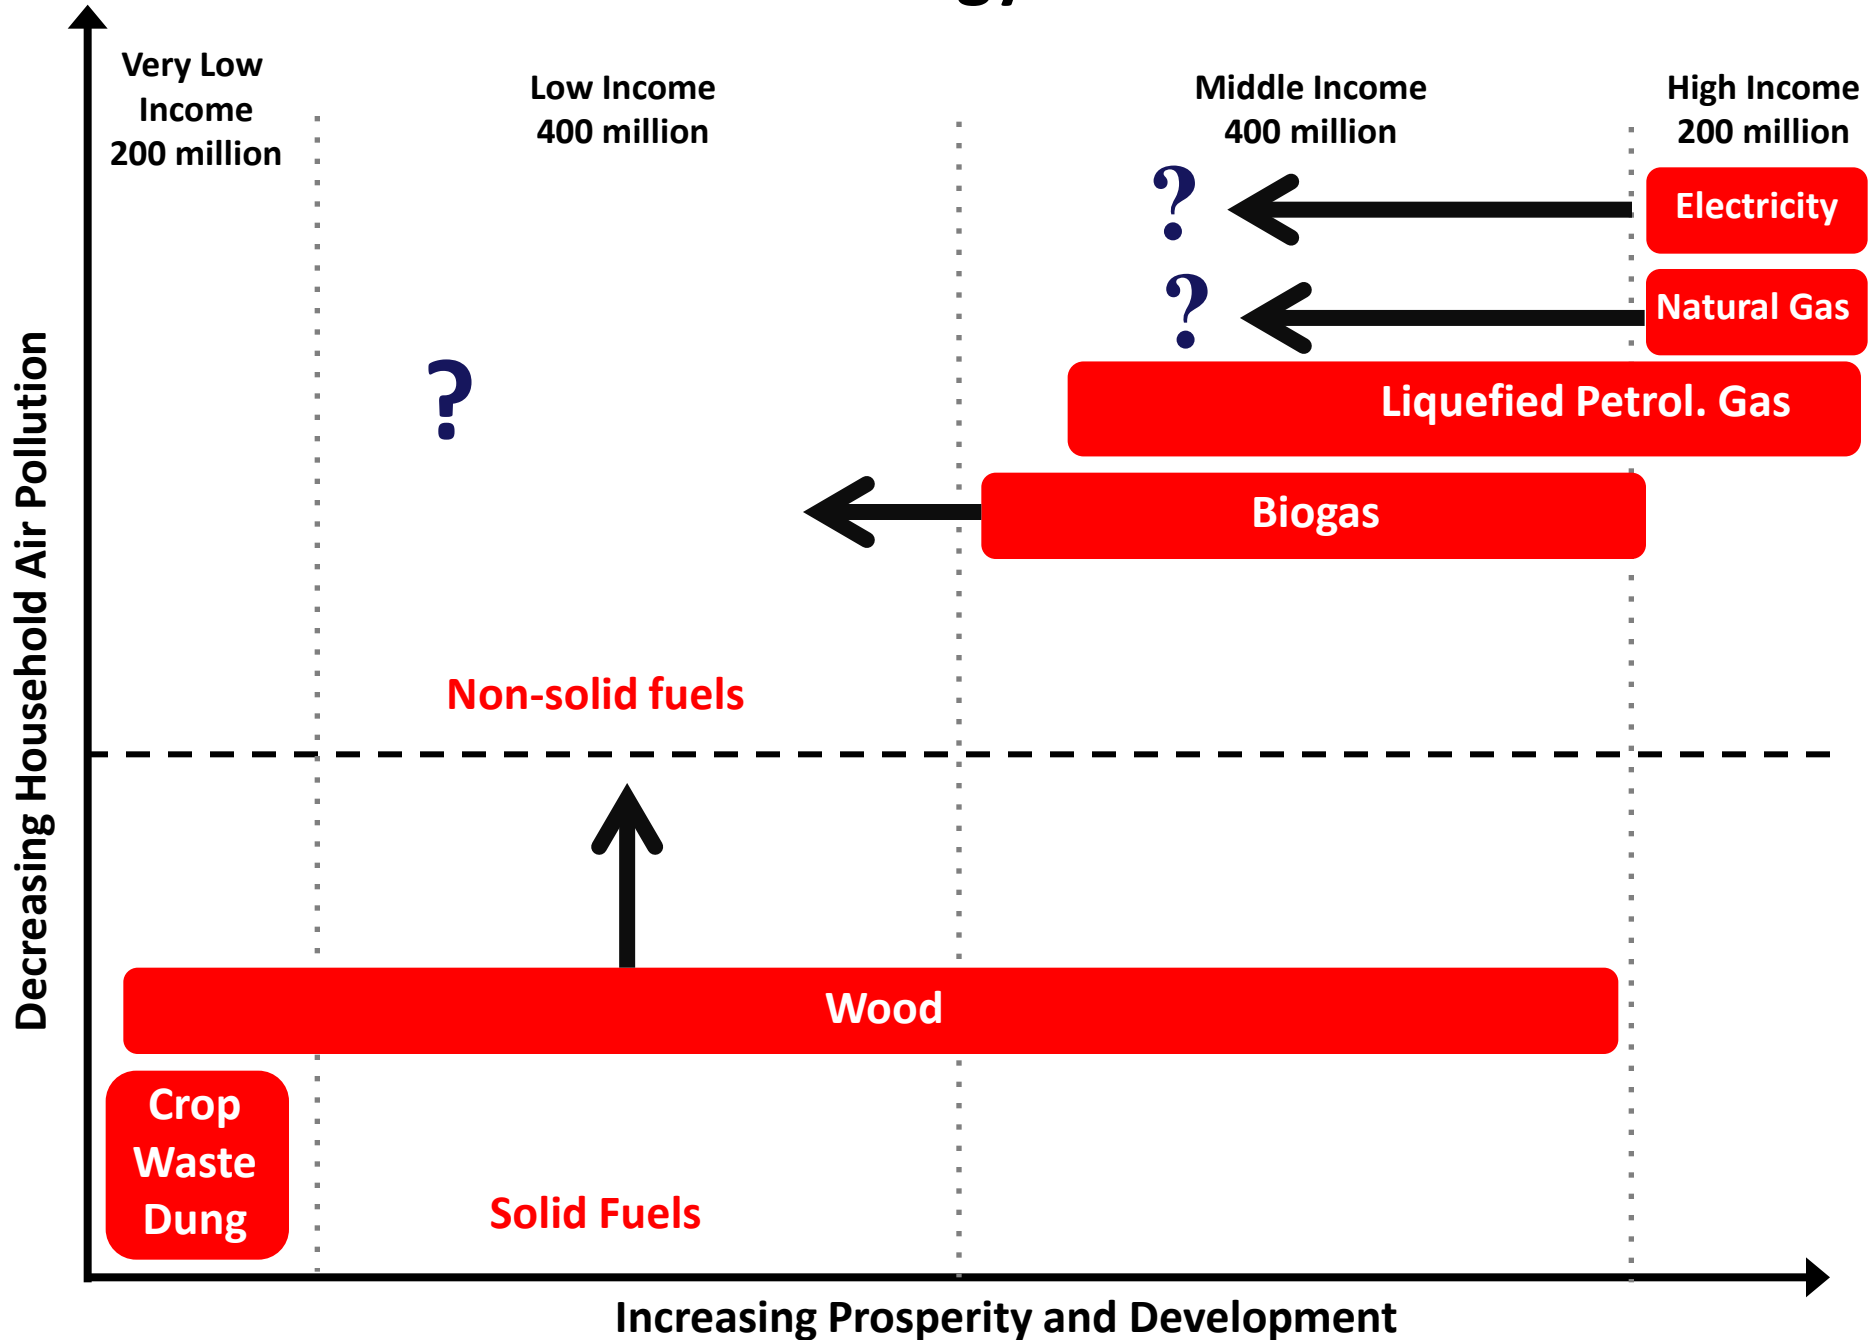 Very Low
Income
200 million
Low Income
400 million
Middle Income
400 million
High Income
200 million
?
Electricity
?
Natural Gas
?
Liquefied Petrol. Gas
Biogas
Non-solid fuels
Wood
Crop
Waste
Dung
Solid Fuels
Decreasing Household Air Pollution
Increasing Prosperity and Development